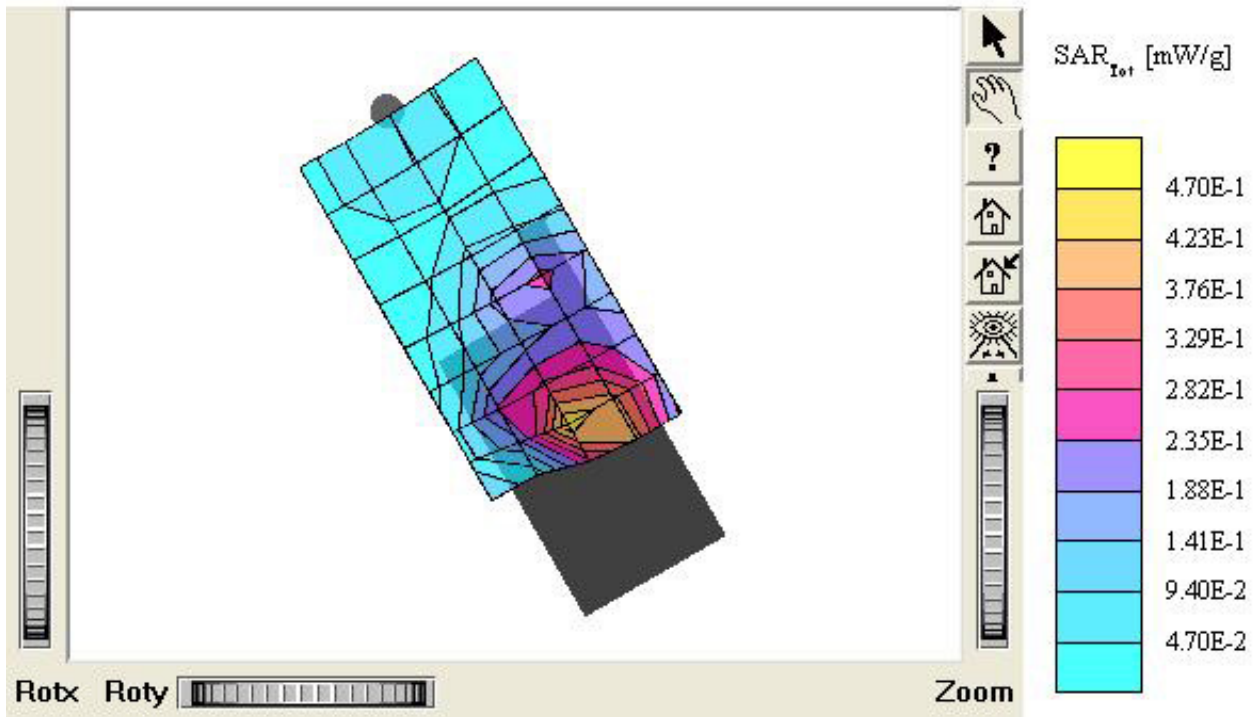 SAR_Tot [mW/g]
?
4.70E-1
4.23E-1
3.76E-1
3.29E-1
2.82E-1
2.35E-1
1.88E-1
1.41E-1
9.40E-2
4.70E-2
Rotx Roty Zoom